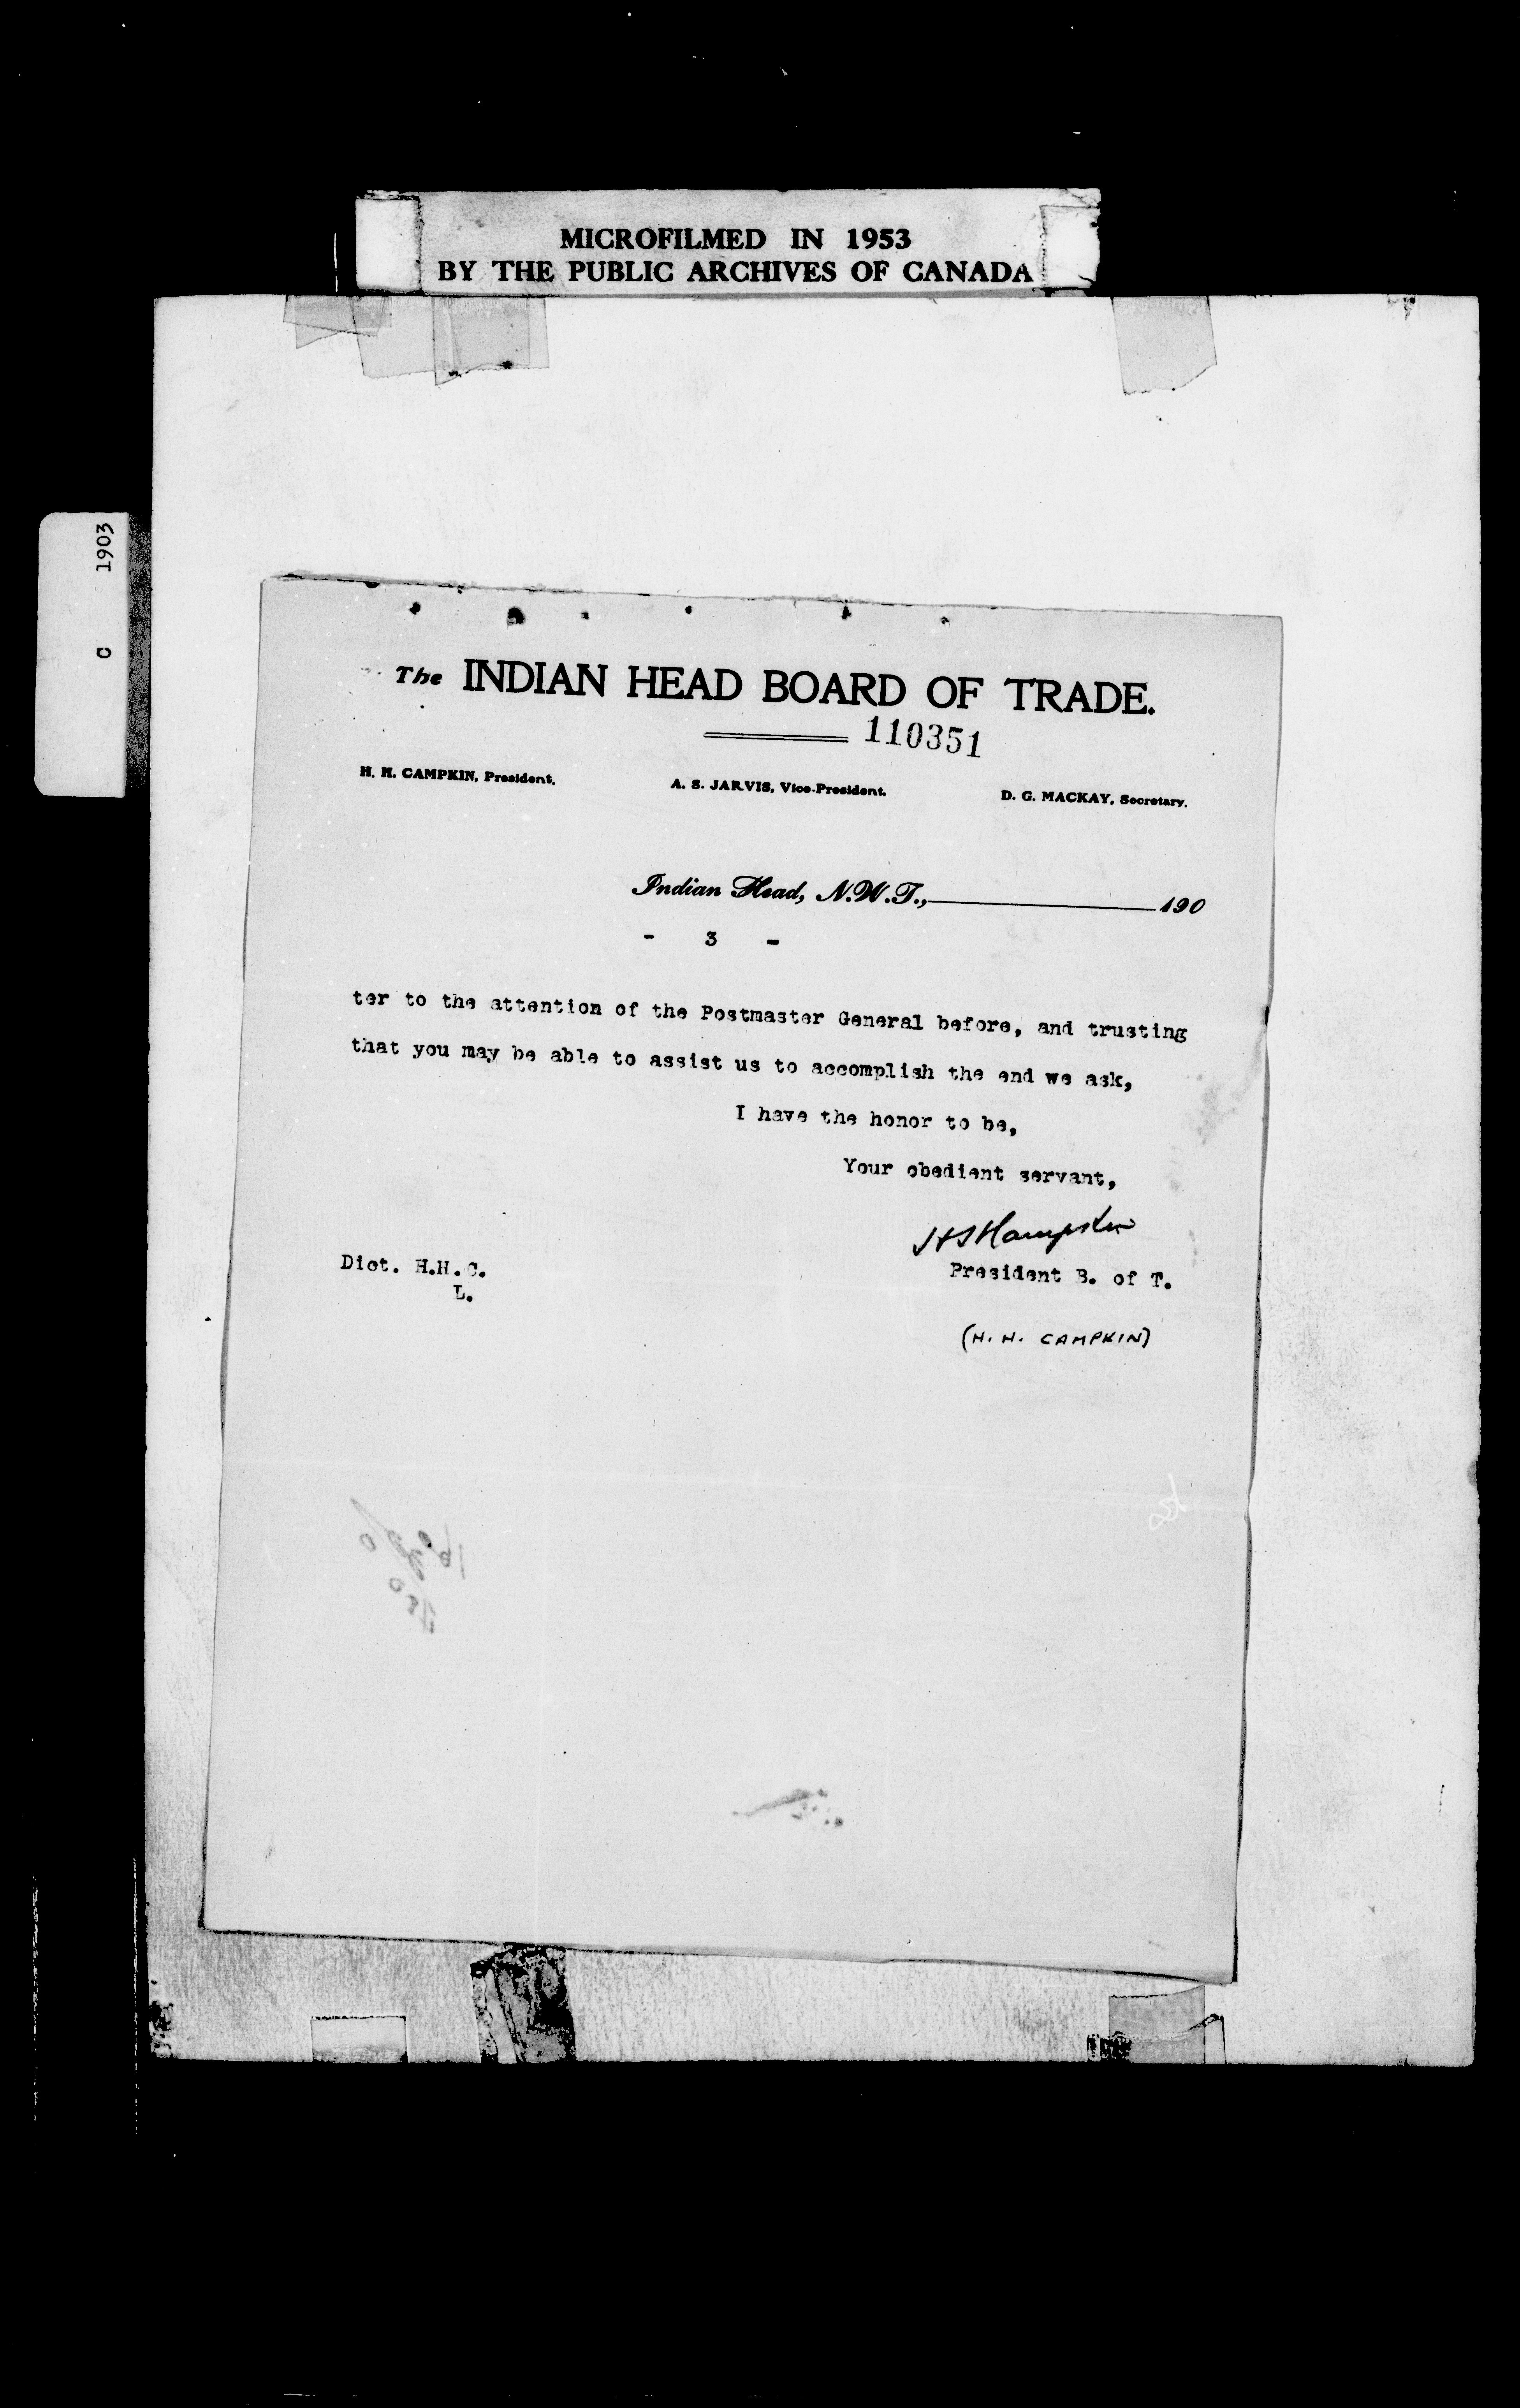 MICROFILMED IN 1953
BY THE PUBLIC ARCHIVES OF CANADA
C 1903
The INDIAN HEAD BOARD OF TRADE.
110351
H. H. CAMPKIN, President.
A. S. JARVIS, Vice-President.
D. G. MACKAY, Secretary.
Indian Head, N.W.T., 190
- 3 -
ter to the attention of the Postmaster General before, and trusting
that you may be able to assist us to accomplish the end we ask,
I have the honor to be,
Your obedient servant,
Dict. H.H.C.
L.
President B. of T.
(H. H. CAMPKIN)